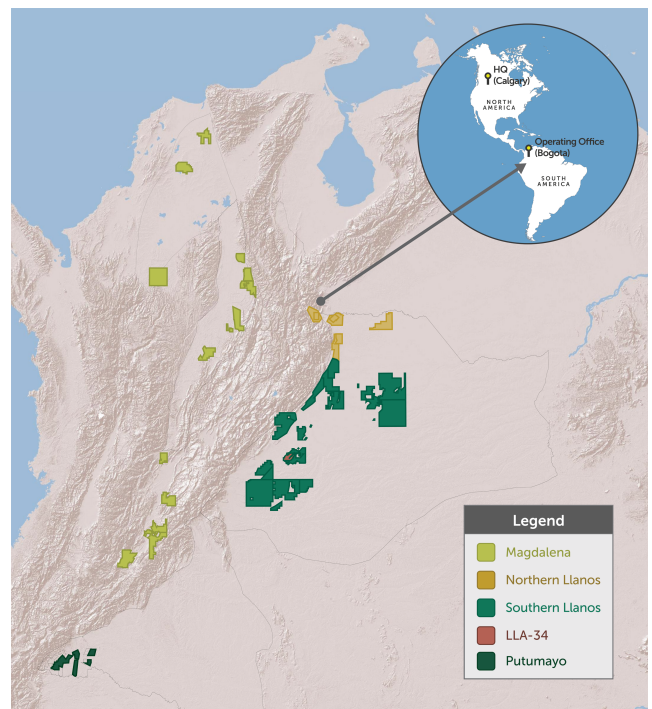 HQ
(Calgary)
NORTH
AMERICA
Operating Office
(Bogota)
SOUTH
AMERICA
Legend
Magdalena
Northern Llanos
Southern Llanos
LLA-34
Putumayo